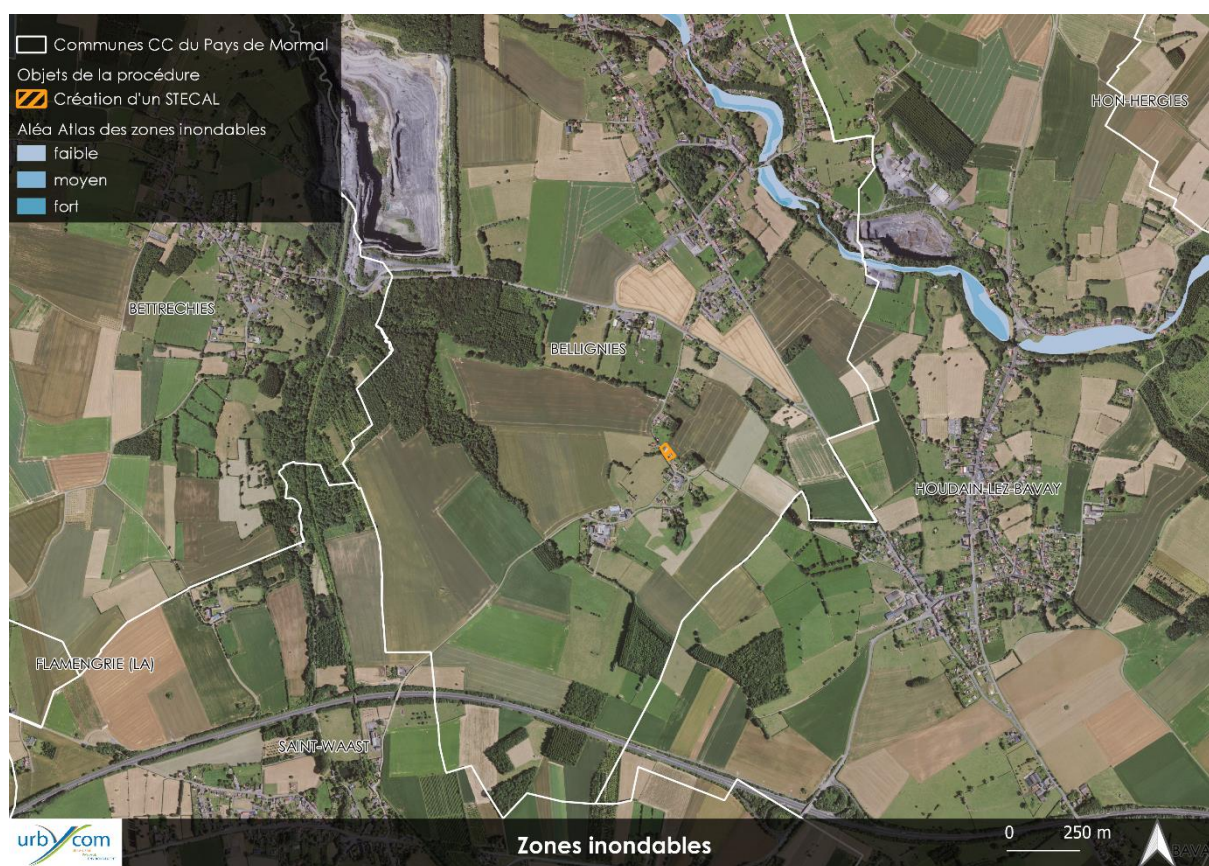 Communes CC du Pays de Mormal
Objets de la procédure
Création d'un STECAL
Aléa Atlas des zones inondables
faible
moyen
fort
HON-HERGIES
BETTRECHIES
BELLIGNIES
HOUDAIN-LEZ-BAVAY
FLAMENGRIE (LA)
SAINT-WAAST
urbycom
Zones inondables
0 250 m
BAVA